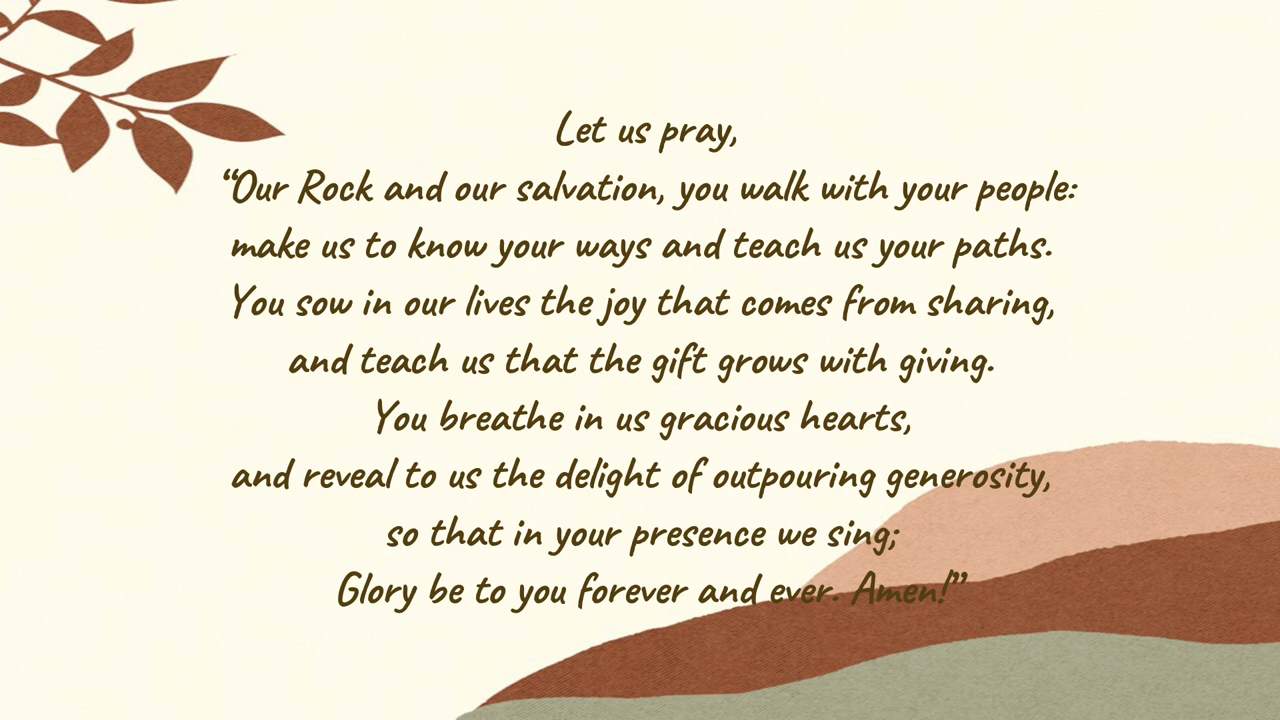 Let us pray,
“Our Rock and our salvation, you walk with your people:
make us to know your ways and teach us your paths.
You sow in our lives the joy that comes from sharing,
and teach us that the gift grows with giving.
You breathe in us gracious hearts,
and reveal to us the delight of outpouring generosity,
so that in your presence we sing;
Glory be to you forever and ever. Amen!”